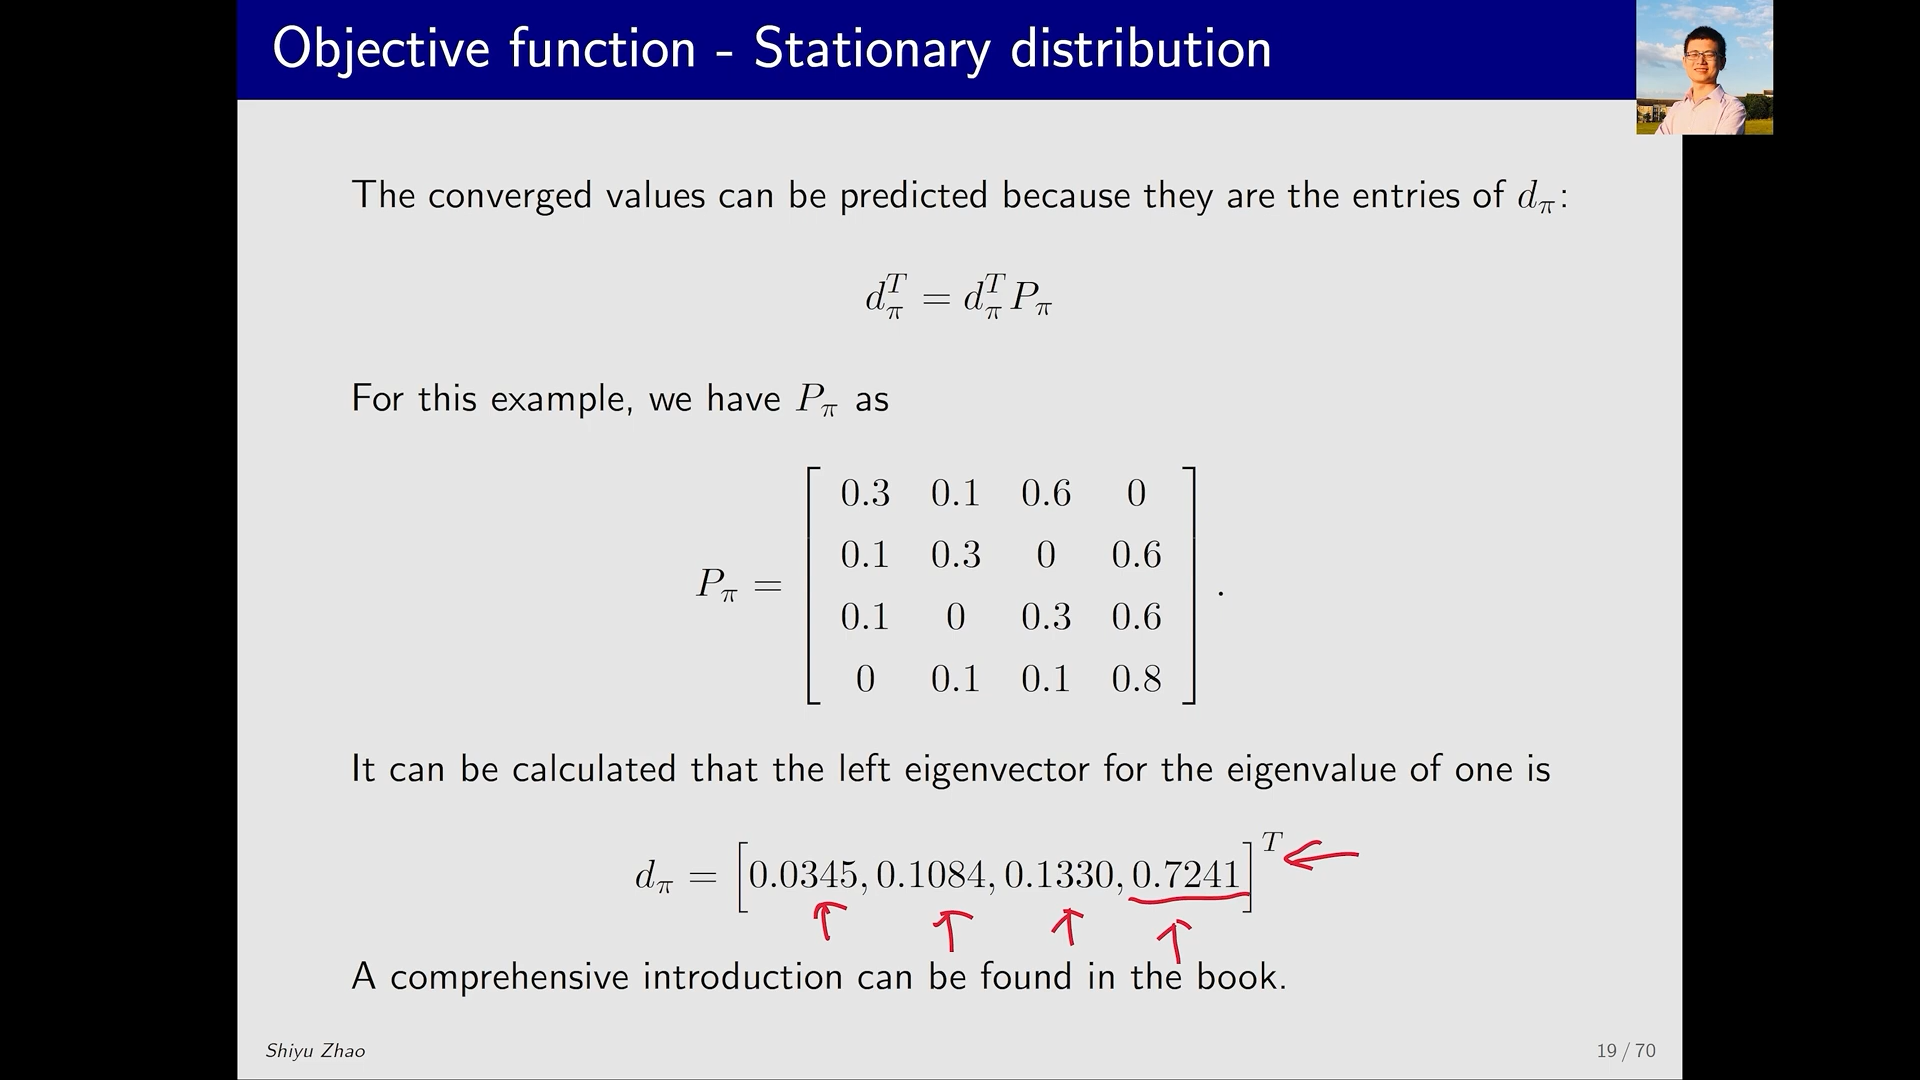 Objective function - Stationary distribution
The converged values can be predicted because they are the entries of d_π:
d_π^T = d_π^T P_π
For this example, we have P_π as
P_π = [
0.3 0.1 0.6 0
0.1 0.3 0 0.6
0.1 0 0.3 0.6
0 0.1 0.1 0.8
] .
It can be calculated that the left eigenvector for the eigenvalue of one is
d_π = [0.0345, 0.1084, 0.1330, 0.7241]^T
A comprehensive introduction can be found in the book.
Shiyu Zhao
19 / 70